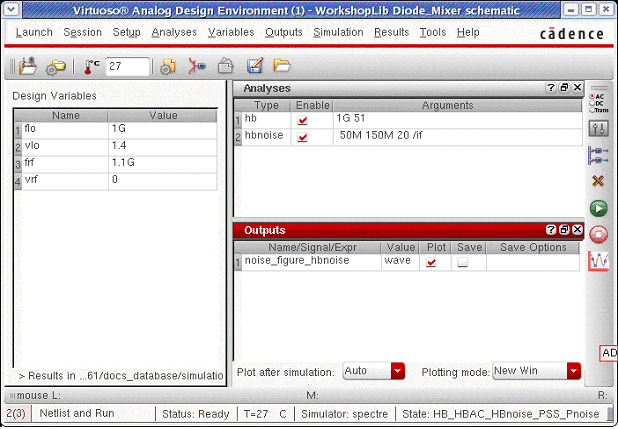 Virtuoso® Analog Design Environment (1) - WorkshopLib Diode_Mixer schematic
Launch Session Setup Analyses Variables Outputs Simulation Results Tools Help
cādence
°C 27
Design Variables
Name Value
1 flo 1G
2 vlo 1.4
3 frf 1.1G
4 vrf 0
> Results in ...61/docs_database/simulatio
Analyses
Type Enable Arguments
1 hb 1G 51
2 hbnoise 50M 150M 20 /if
Outputs
Name/Signal/Expr Value Plot Save Save Options
1 noise_figure_hbnoise wave
Plot after simulation: Auto Plotting mode: New Win
AC
DC
Trans
AD
mouse L: M: R:
2(3) Netlist and Run Status: Ready T=27 C Simulator: spectre State: HB_HBAC_HBnoise_PSS_Pnoise